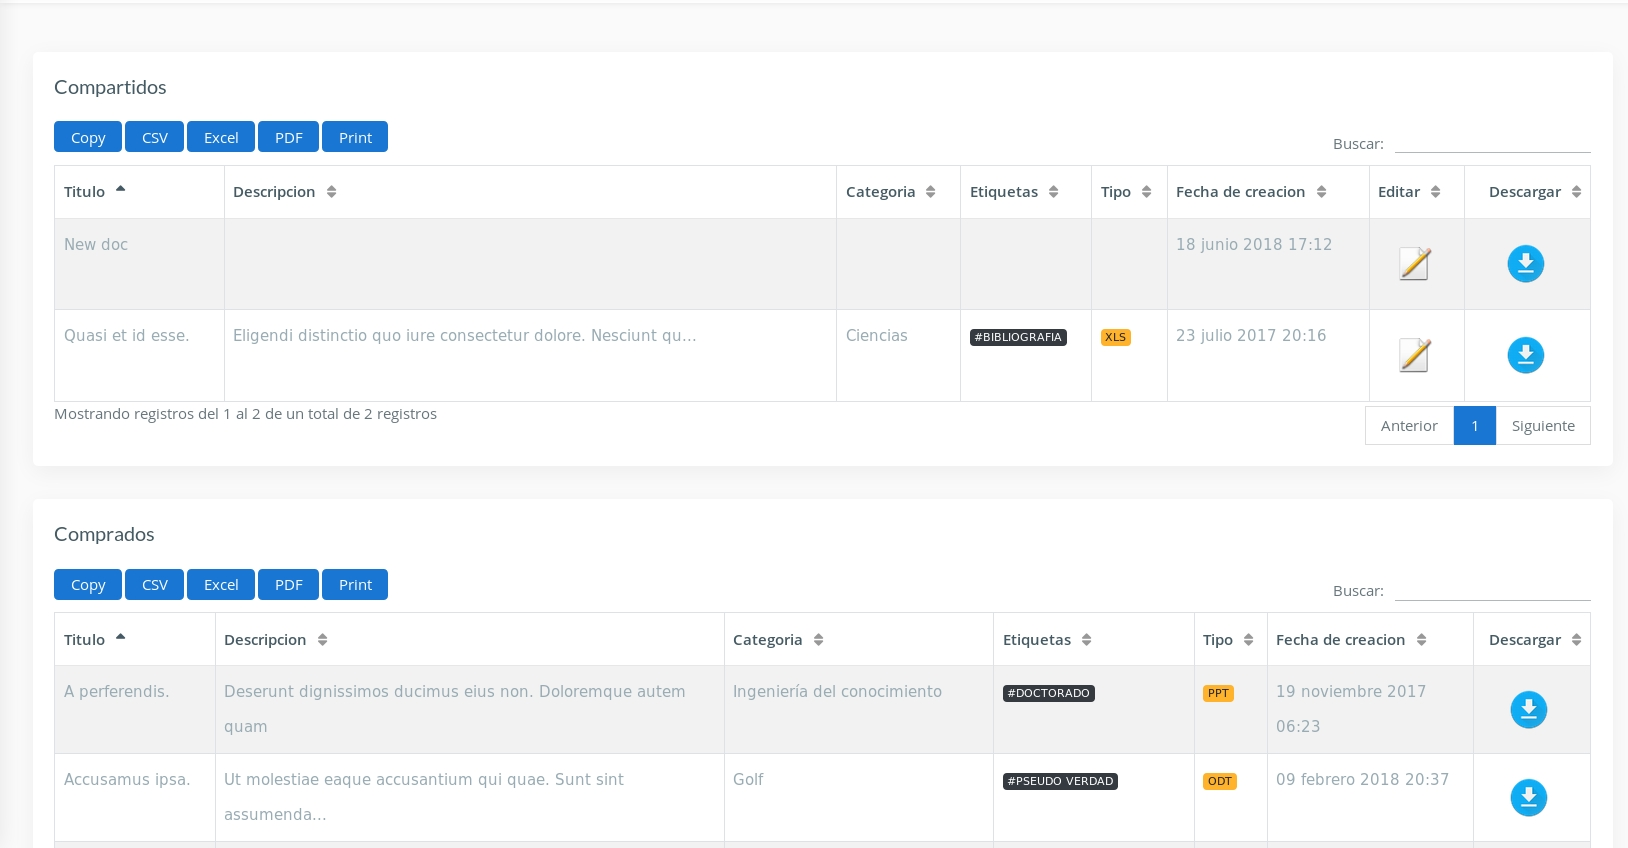 Compartidos
Copy CSV Excel PDF Print
Buscar:
Titulo Descripcion Categoria Etiquetas Tipo Fecha de creacion Editar Descargar
New doc 18 junio 2018 17:12
Quasi et id esse. Eligendi distinctio quo iure consectetur dolore. Nesciunt qu... Ciencias #BIBLIOGRAFIA XLS 23 julio 2017 20:16
Mostrando registros del 1 al 2 de un total de 2 registros
Anterior 1 Siguiente
Comprados
Copy CSV Excel PDF Print
Buscar:
Titulo Descripcion Categoria Etiquetas Tipo Fecha de creacion Descargar
A perferendis. Deserunt dignissimos ducimus eius non. Doloremque autem Ingeniería del conocimiento #DOCTORADO PPT 19 noviembre 2017
quam 06:23
Accusamus ipsa. Ut molestiae eaque accusantium qui quae. Sunt sint Golf #PSEUDO VERDAD ODT 09 febrero 2018 20:37
assumenda...